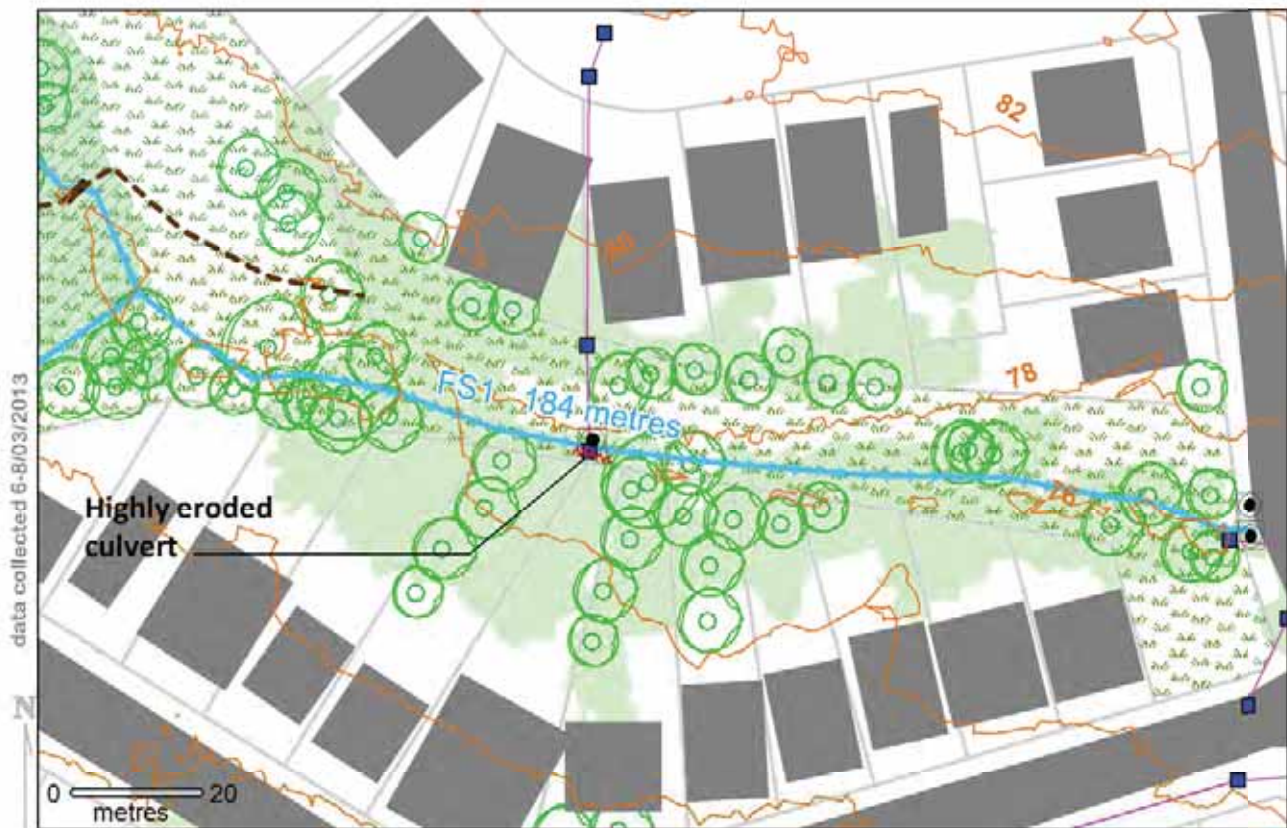 82
80
78
FS1 184 metres
76
Highly eroded
culvert
data collected 6-8/03/2013
N
0 20
metres